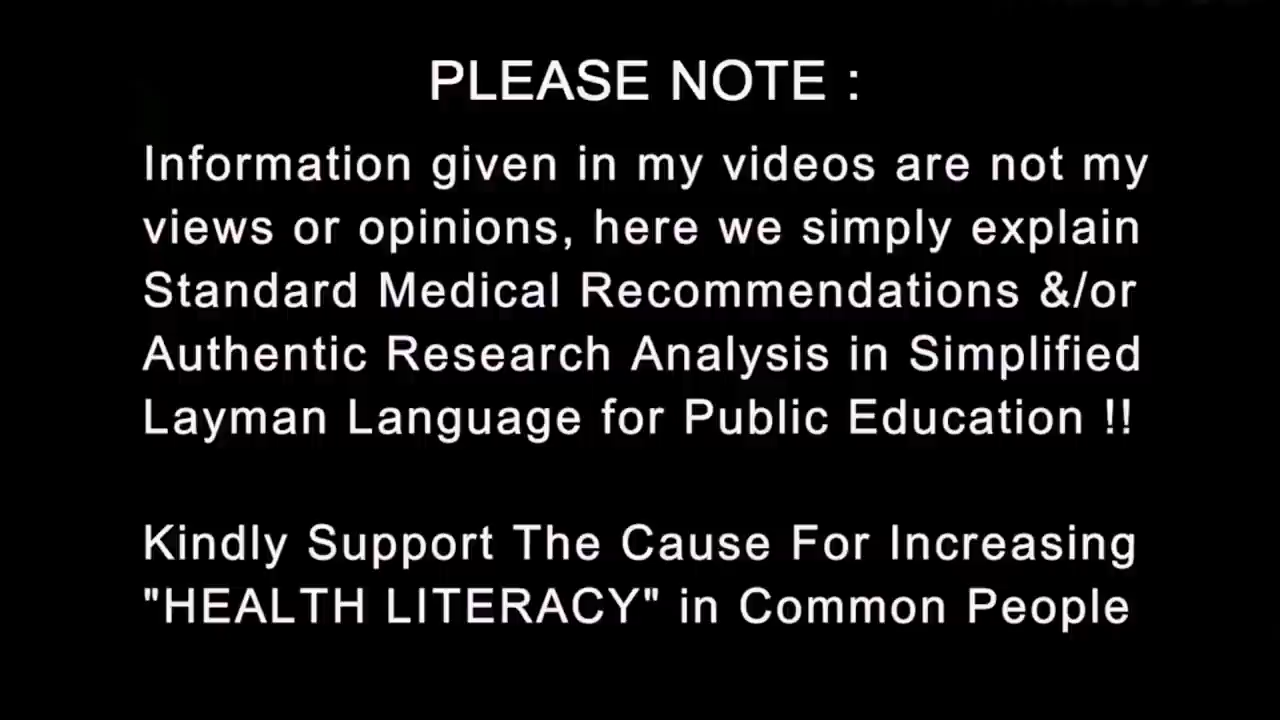 PLEASE NOTE :
Information given in my videos are not my
views or opinions, here we simply explain
Standard Medical Recommendations &/or
Authentic Research Analysis in Simplified
Layman Language for Public Education !!
Kindly Support The Cause For Increasing
"HEALTH LITERACY" in Common People